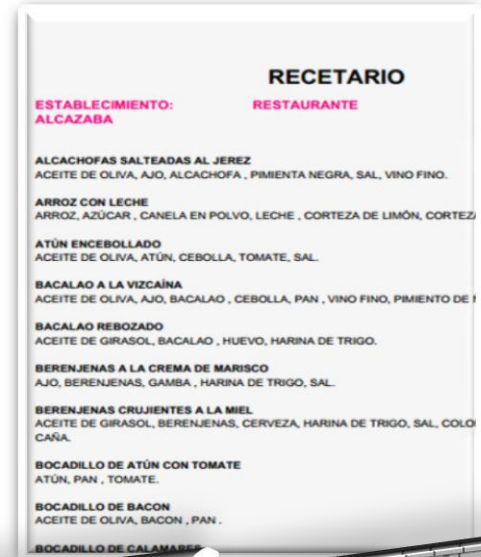 RECETARIO
ESTABLECIMIENTO: RESTAURANTE
ALCAZABA
ALCACHOFAS SALTEADAS AL JEREZ
ACEITE DE OLIVA, AJO, ALCACHOFA , PIMIENTA NEGRA, SAL, VINO FINO.
ARROZ CON LECHE
ARROZ, AZÚCAR , CANELA EN POLVO, LECHE , CORTEZA DE LIMÓN,
ATÚN ENCEBOLLADO
ACEITE DE OLIVA, ATÚN, CEBOLLA, TOMATE, SAL.
BACALAO A LA VIZCAÍNA
ACEITE DE OLIVA, AJO, BACALAO , CEBOLLA, PAN , VINO FINO, PIMIENTO DE
BACALAO REBOZADO
ACEITE DE GIRASOL, BACALAO , HUEVO, HARINA DE TRIGO.
BERENJENAS A LA CREMA DE MARISCO
AJO, BERENJENAS, GAMBA , HARINA DE TRIGO, SAL.
BERENJENAS CRUJIENTES A LA MIEL
ACEITE DE GIRASOL, BERENJENAS, CERVEZA, HARINA DE TRIGO, SAL,
CAÑA.
BOCADILLO DE ATÚN CON TOMATE
ATÚN, PAN , TOMATE.
BOCADILLO DE BACON
ACEITE DE OLIVA, BACON , PAN .
BOCADILLO DE CALAMARES